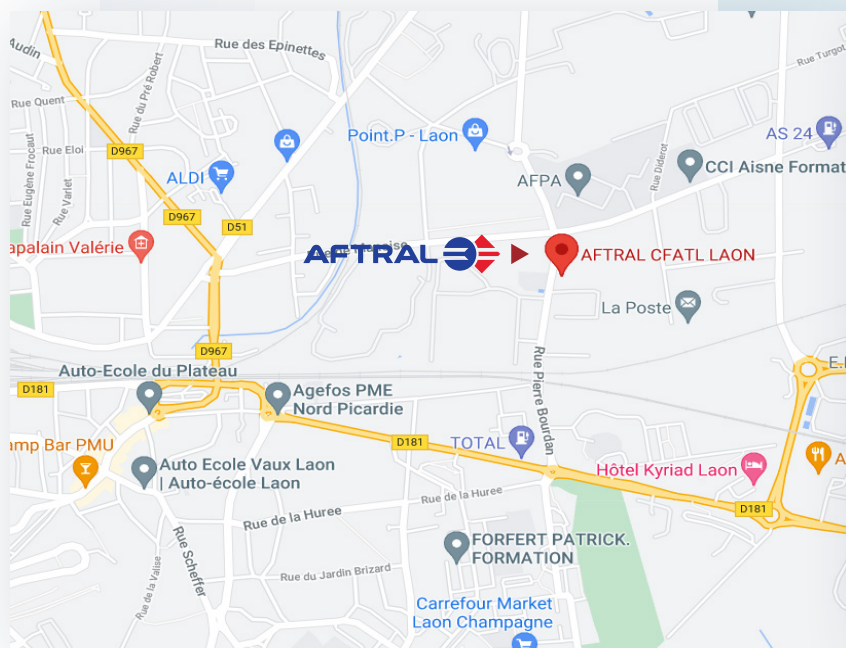 Audin
Rue des Epinettes
Rue Turgot
Rue du Pré Robert
Rue Quent
Point.P - Laon
AS 24
Rue Eloi
D967
Rue Eugène Frocaut
Rue Varlet
ALDI
AFPA
Rue Diderot
CCI Aisne Format
D967
D51
apalain Valérie
AFTRAL
AFTRAL CFATL LAON
La Poste
D967
Rue Pierre Bourdan
Auto-Ecole du Plateau
D181
Agefos PME
Nord Picardie
amp Bar PMU
D181
TOTAL
Auto Ecole Vaux Laon
| Auto-école Laon
Hôtel Kyriad Laon
Rue de la Huree
D181
Rue de la Huree
Rue Scheffer
FORFERT PATRICK.
FORMATION
Rue du Jardin Brizard
Rue de la Valise
Carrefour Market
Laon Champagne